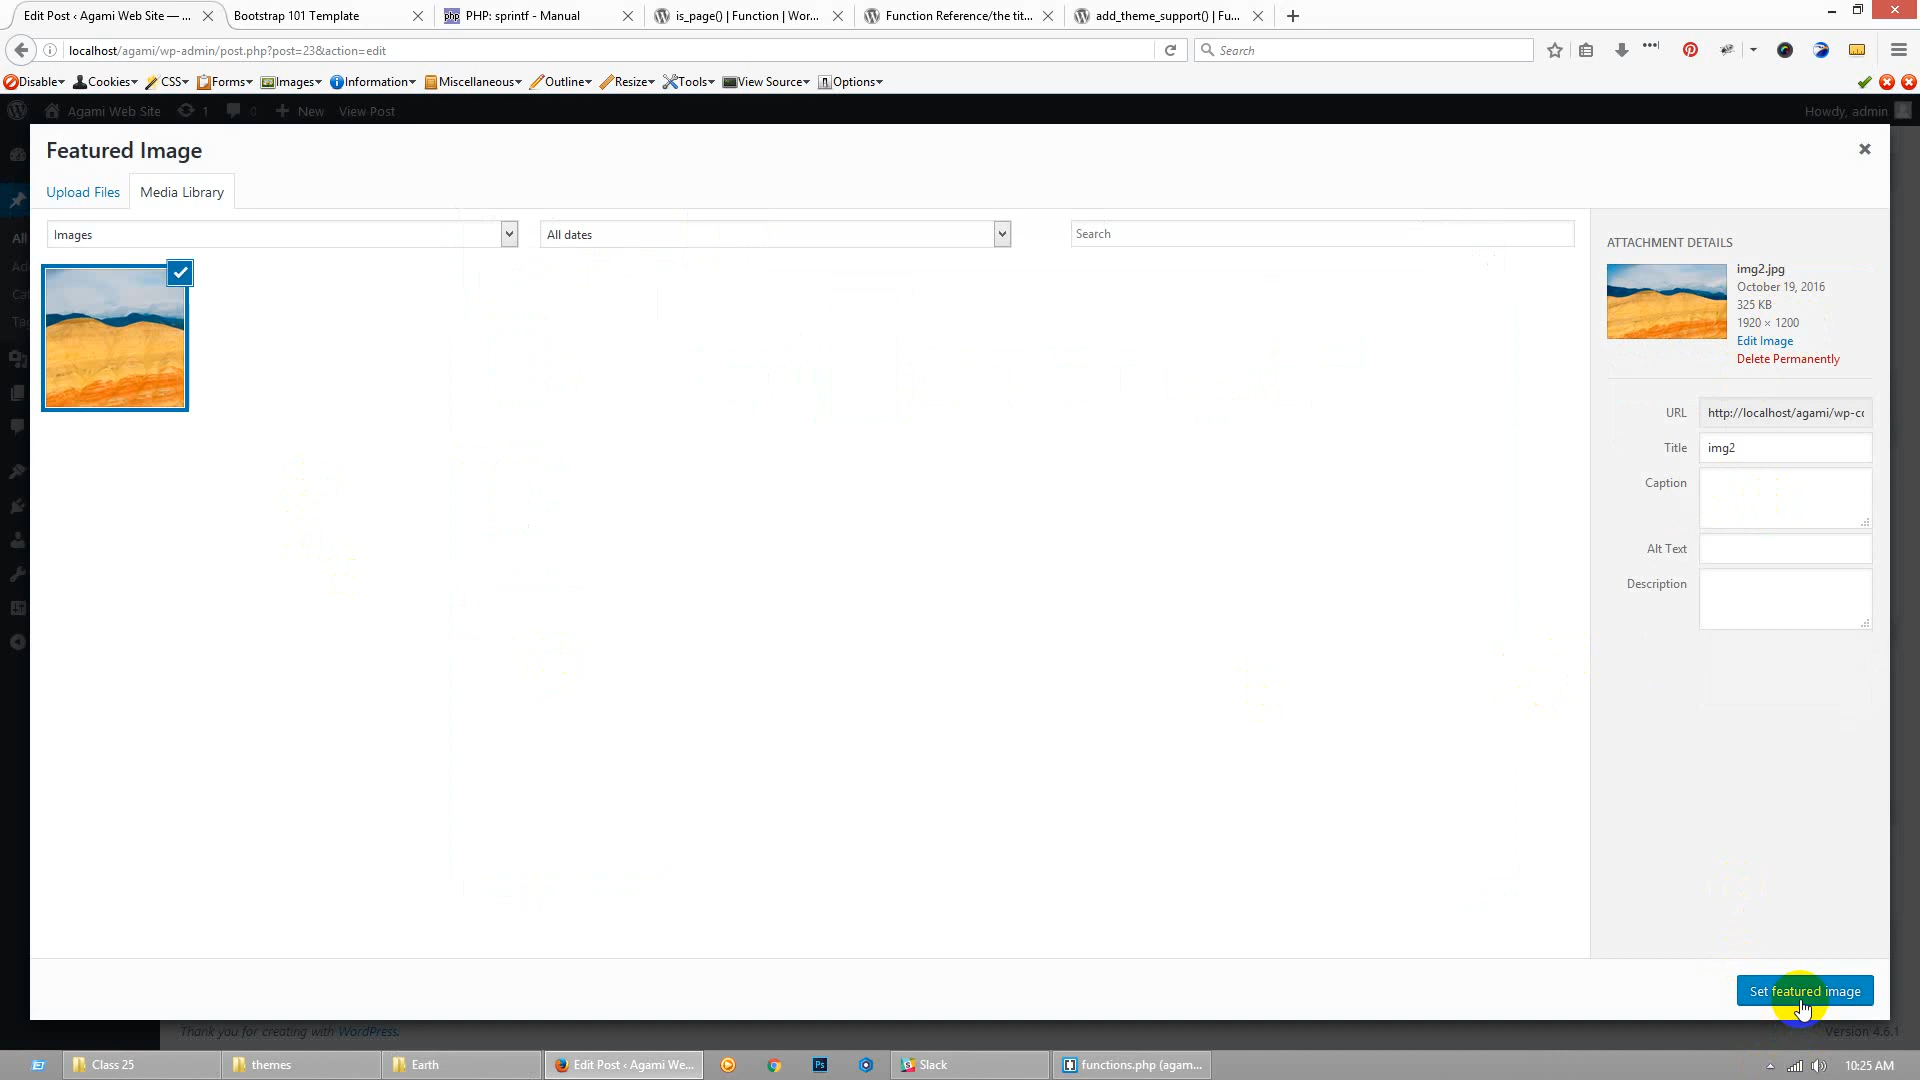 Edit Post ‹ Agami Web Site — ...
Bootstrap 101 Template
php PHP: sprintf - Manual
is_page() | Function | Wor...
Function Reference/the tit...
add_theme_support() | Fu...
localhost/agami/wp-admin/post.php?post=23&action=edit
Search
Disable Cookies CSS Forms Images Information Miscellaneous Outline Resize Tools View Source Options
Agami Web Site 1 0 New View Post Howdy, admin
Featured Image
Upload Files Media Library
Images All dates Search
ATTACHMENT DETAILS
img2.jpg
October 19, 2016
325 KB
1920 × 1200
Edit Image
Delete Permanently
URL http://localhost/agami/wp-co
Title img2
Caption
Alt Text
Description
Set featured image
Thank you for creating with WordPress.
Version 4.6.1
Class 25 themes Earth Edit Post ‹ Agami We... Ps Slack functions.php (agam... 10:25 AM